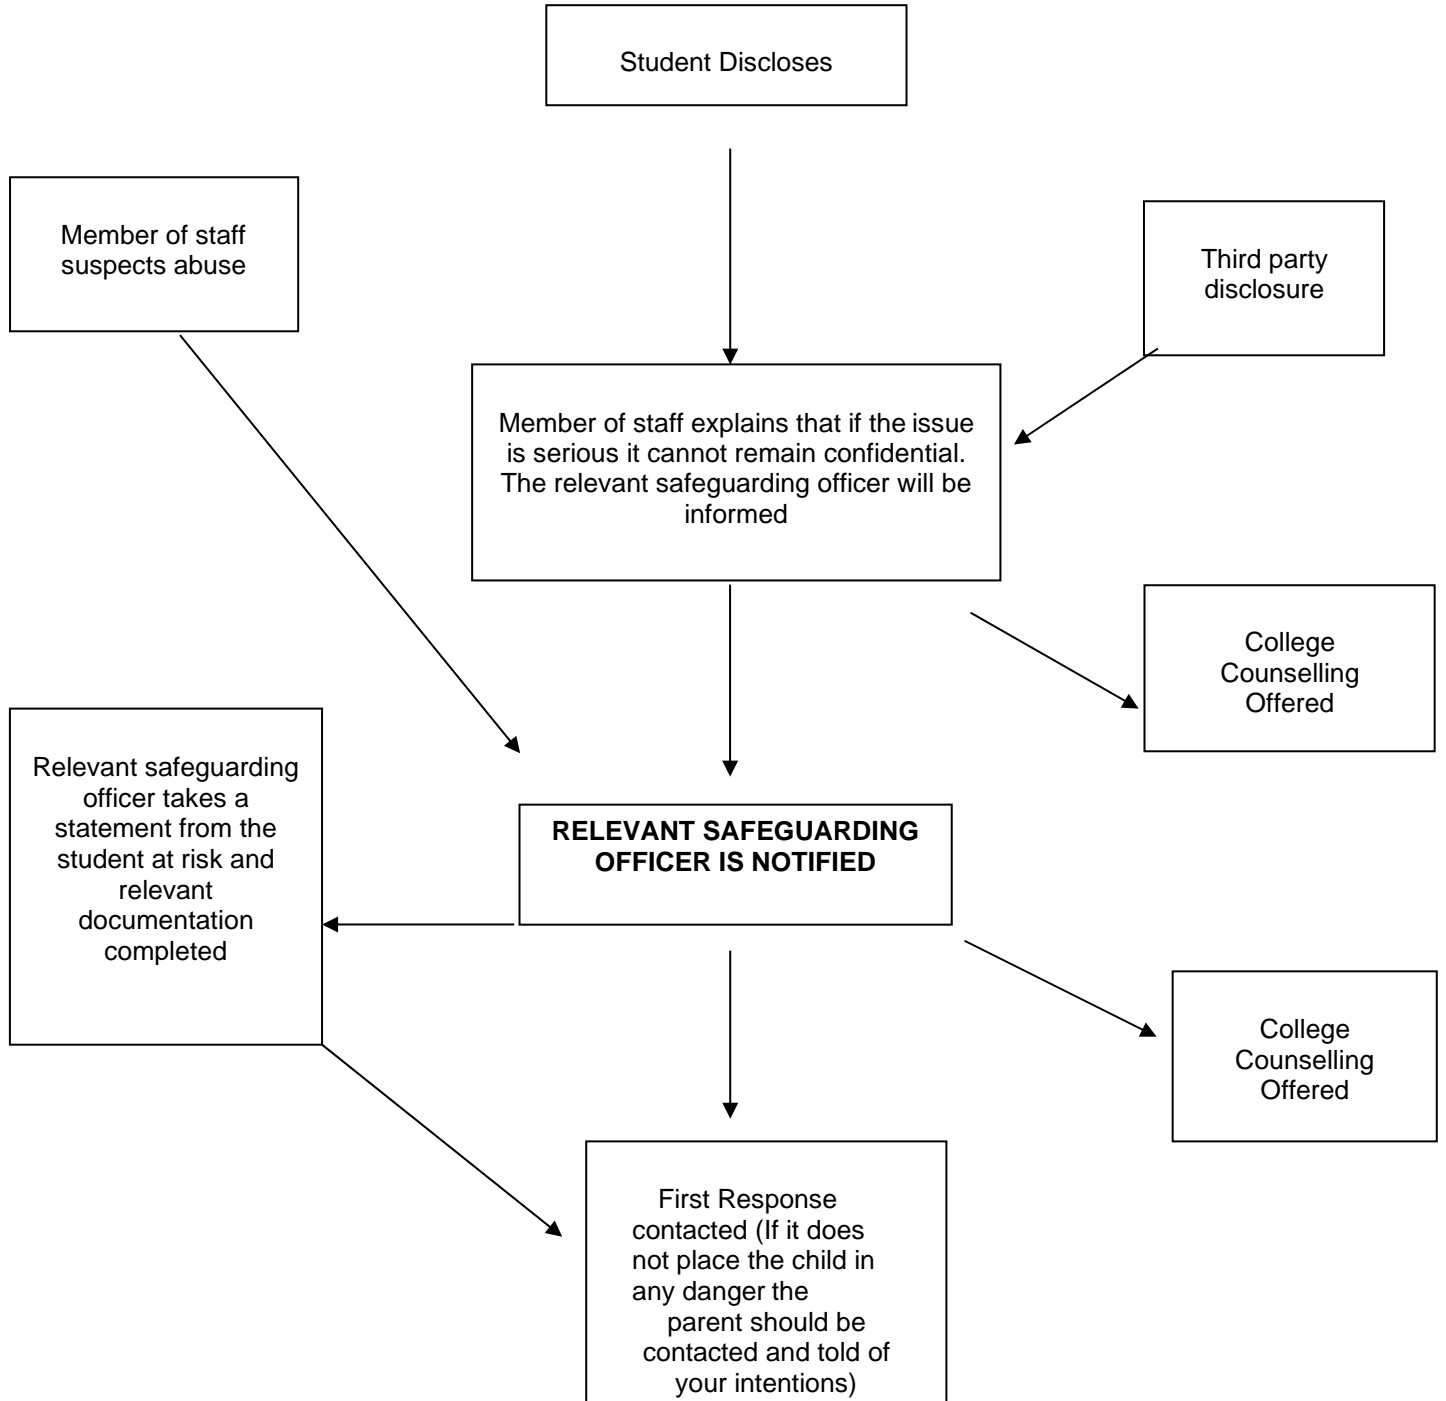 Student Discloses
Member of staff
suspects abuse
Third party
disclosure
Member of staff explains that if the issue
is serious it cannot remain confidential.
The relevant safeguarding officer will be
informed
College
Counselling
Offered
Relevant safeguarding
officer takes a
statement from the
student at risk and
relevant
documentation
completed
RELEVANT SAFEGUARDING
OFFICER IS NOTIFIED
College
Counselling
Offered
First Response
contacted (If it does
not place the child in
any danger the
parent should be
contacted and told of
your intentions)